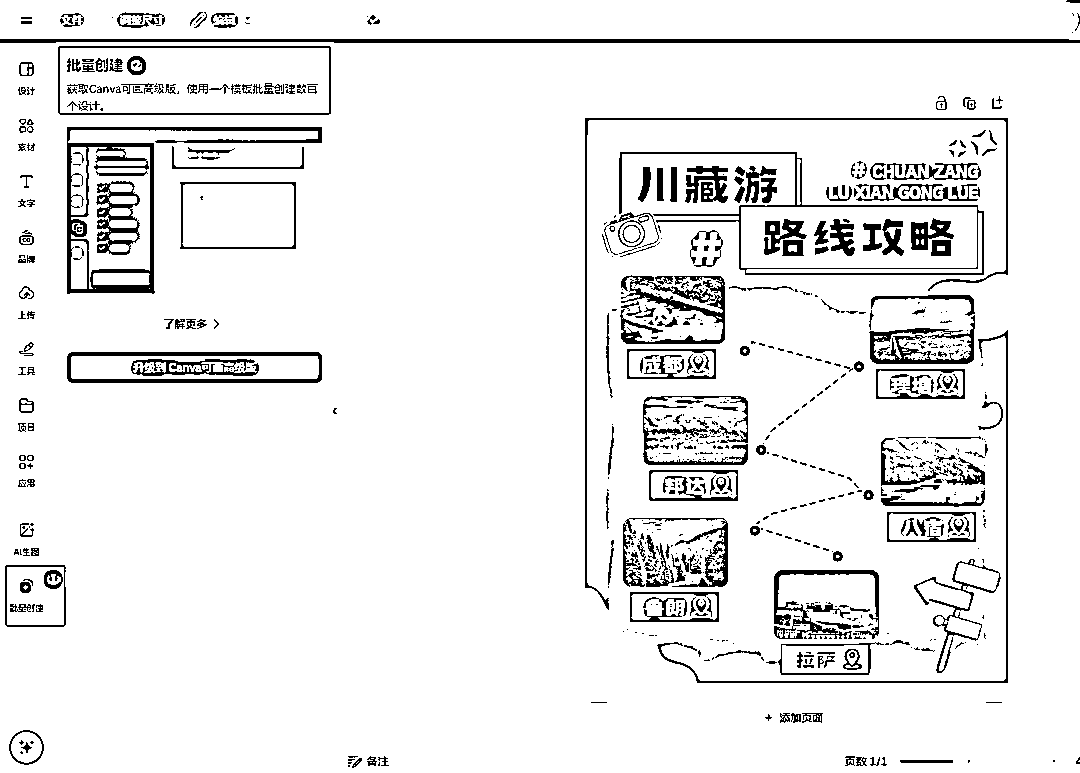 文件
调整尺寸
编辑
批量创建
获取Canva可画高级版，使用一个模板批量创建数百
个设计。
设计
素材
文字
品牌
上传
工具
项目
应用
AI生图
批量创建
了解更多
升级到 Canva可画高级版
川藏游
# CHUAN ZANG
LU XIAN GONG LUE
#
路线攻略
成都
理塘
邦达
八宿
鲁朗
拉萨
+ 添加页面
备注
页数 1/1